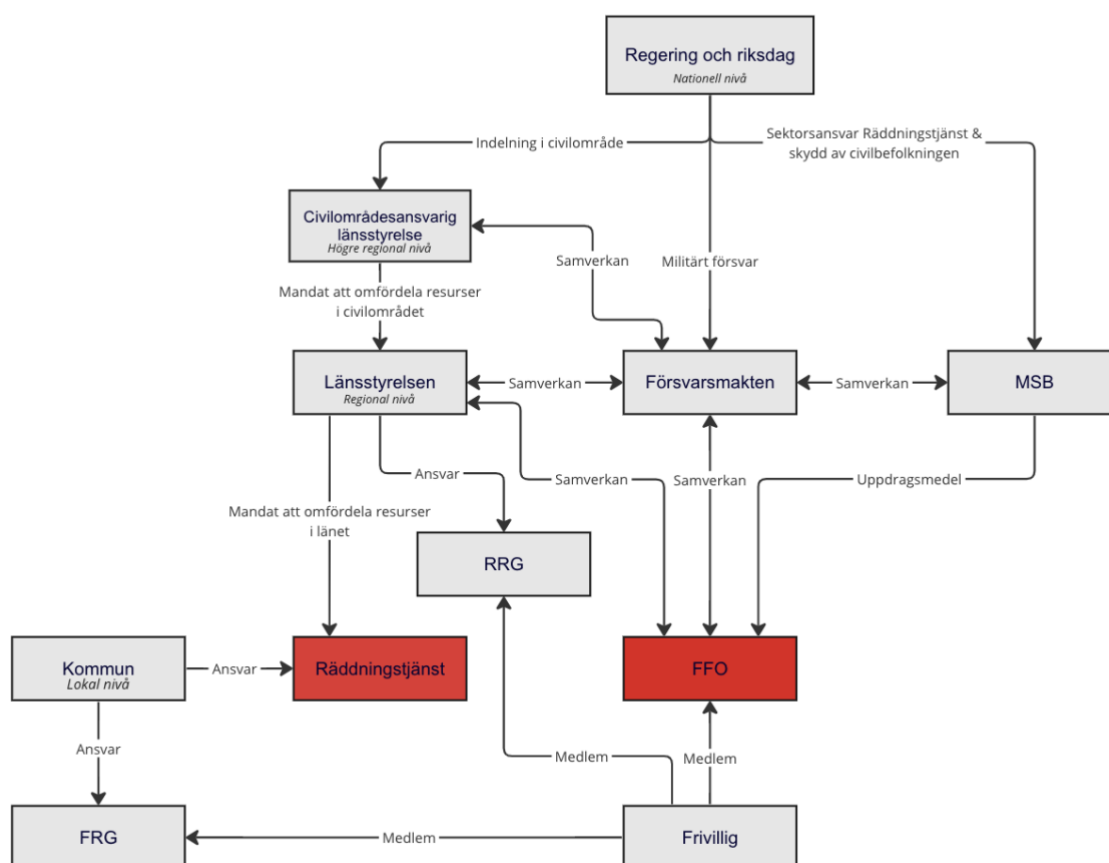 Regering och riksdag
Nationell nivå
Indelning i civilområde
Sektorsansvar Räddningstjänst &
skydd av civilbefolkningen
Civilområdesansvarig
länsstyrelse
Högre regional nivå
Samverkan
Militärt försvar
Mandat att omfördela resurser
i civilområdet
Länsstyrelsen
Regional nivå
Samverkan
Försvarsmakten
Samverkan
MSB
Ansvar
Samverkan
Samverkan
Uppdragsmedel
Mandat att omfördela resurser
i länet
RRG
Kommun
Lokal nivå
Ansvar
Räddningstjänst
FFO
Ansvar
Medlem
Medlem
FRG
Medlem
Frivillig